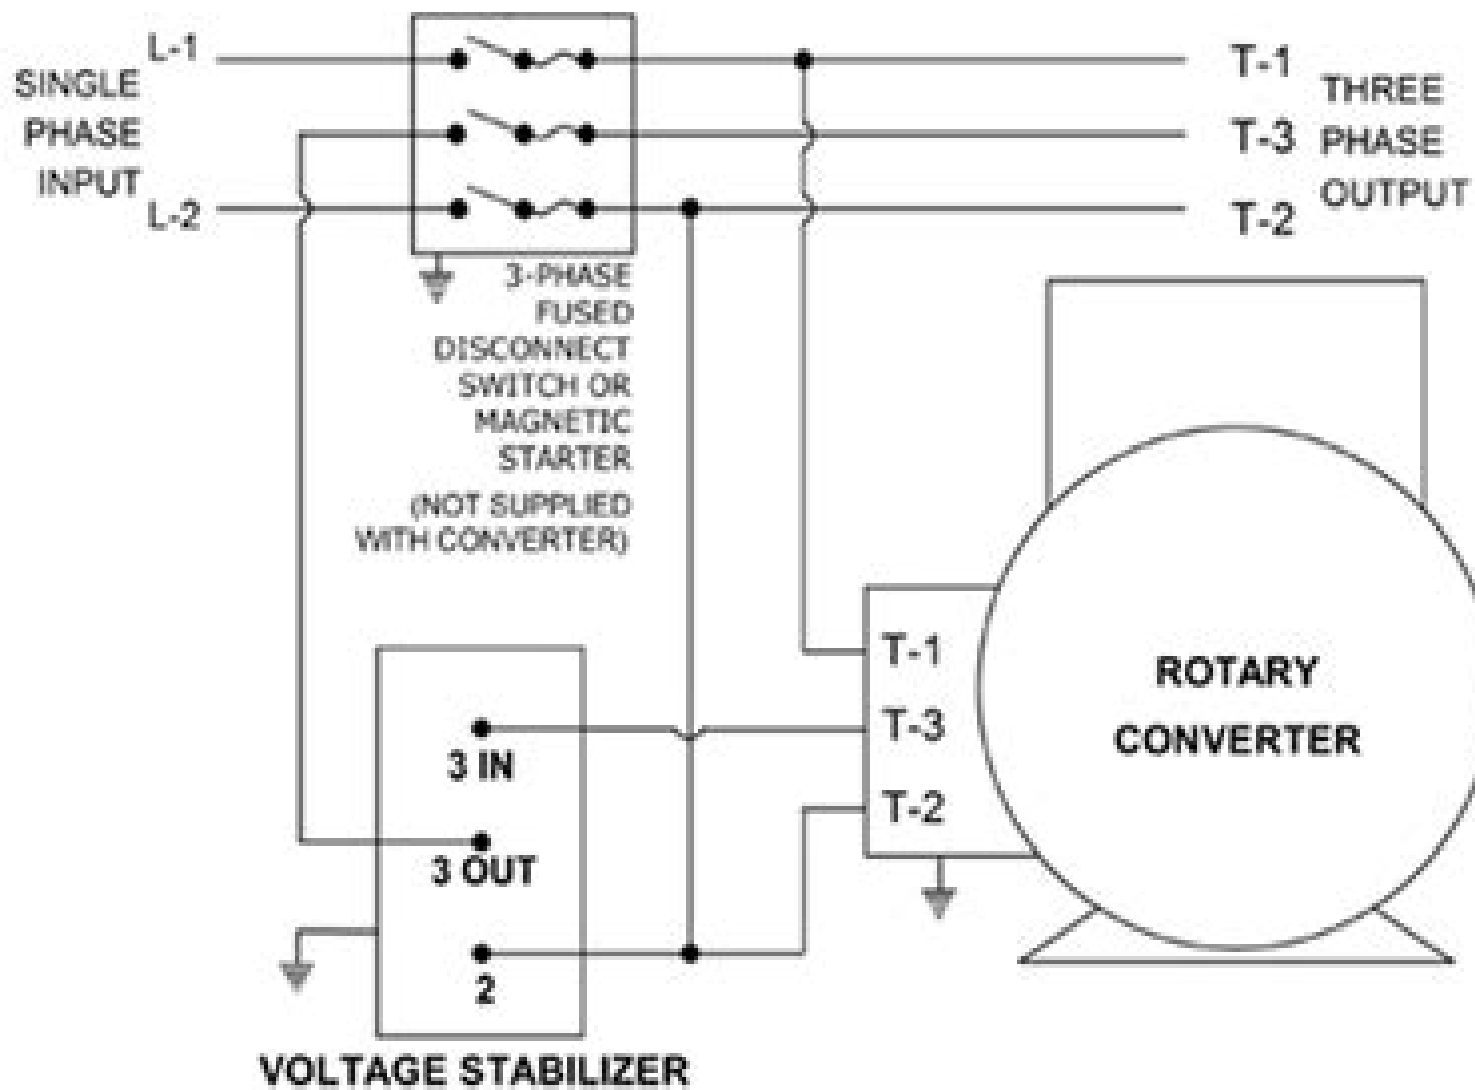 L-1
SINGLE
PHASE
INPUT
L-2
T-1
T-3
T-2
THREE
PHASE
OUTPUT
3-PHASE
FUSED
DISCONNECT
SWITCH OR
MAGNETIC
STARTER
(NOT SUPPLIED
WITH CONVERTER)
T-1
T-3
T-2
ROTARY
CONVERTER
3 IN
3 OUT
2
VOLTAGE STABILIZER